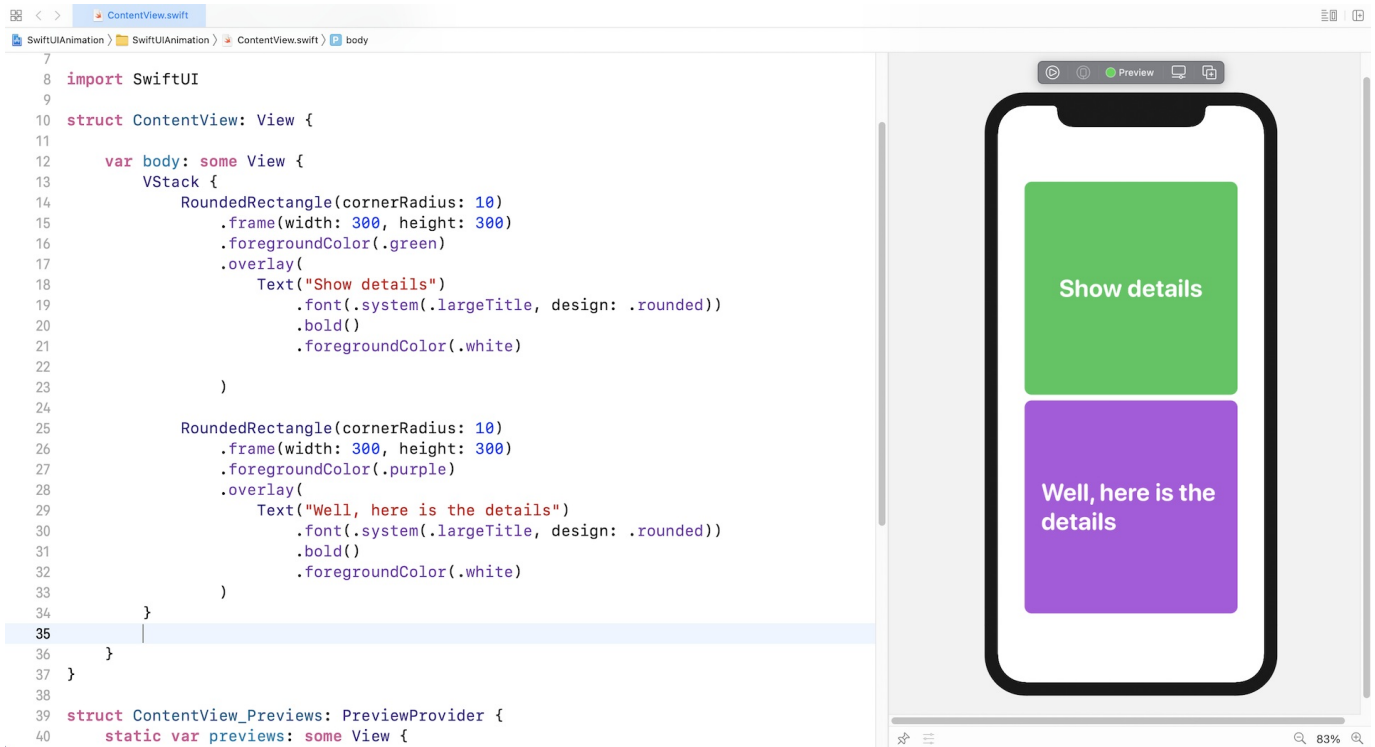 ContentView.swift
SwiftUIAnimation SwiftUIAnimation ContentView.swift P body
7
8 import SwiftUI
9
10 struct ContentView: View {
11
12 var body: some View {
13 VStack {
14 RoundedRectangle(cornerRadius: 10)
15 .frame(width: 300, height: 300)
16 .foregroundColor(.green)
17 .overlay(
18 Text("Show details")
19 .font(.system(.largeTitle, design: .rounded))
20 .bold()
21 .foregroundColor(.white)
22
23 )
24
25 RoundedRectangle(cornerRadius: 10)
26 .frame(width: 300, height: 300)
27 .foregroundColor(.purple)
28 .overlay(
29 Text("Well, here is the details")
30 .font(.system(.largeTitle, design: .rounded))
31 .bold()
32 .foregroundColor(.white)
33 )
34 }
35
36 }
37 }
38
39 struct ContentView_Previews: PreviewProvider {
40 static var previews: some View {
Preview
Show details
Well, here is the
details
83%